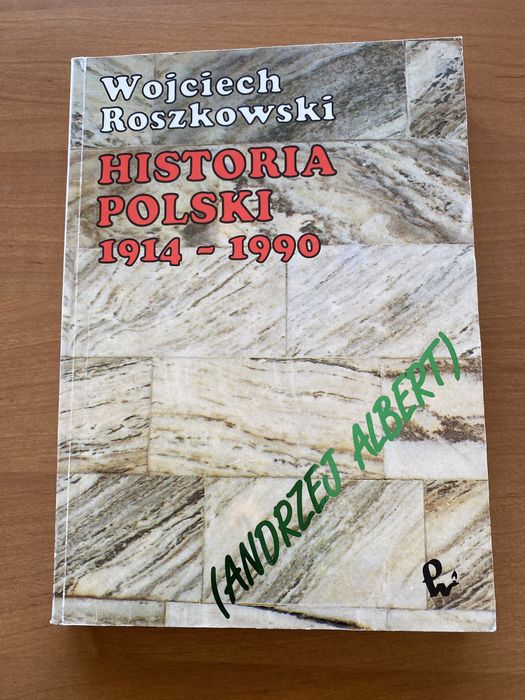 Wojciech
Roszkowski
HISTORIA
POLSKI
1914 - 1990
(ANDRZEJ ALBERT)